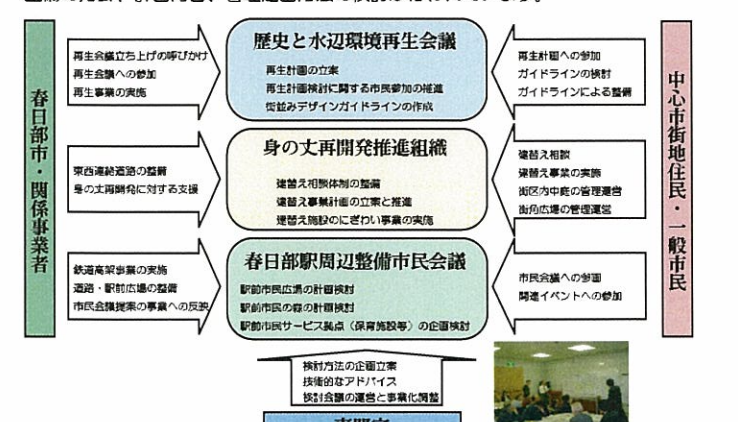 春日部市・関係事業者
再生会議立ち上げの呼びかけ
再生会議への参加
再生事業の実施
歴史と水辺環境再生会議
再生計画の立案
再生計画検討に関する市民参加の推進
街並みデザインガイドラインの作成
再生計画への参加
ガイドラインの検討
ガイドラインによる整備
中心市街地住民・一般市民
東西連絡道路の整備
身の丈再開発に対する支援
身の丈再開発推進組織
建替え相談体制の整備
建替え事業計画の立案と推進
建替え施設のにぎわい事業の実施
建替え相談
建替え事業の実施
街区内中庭の管理運営
街角広場の管理運営
鉄道高架事業の実施
道路・駅前広場の整備
市民会議提案の事業への反映
春日部駅周辺整備市民会議
駅前市民広場の計画検討
駅前市民の森の計画検討
駅前市民サービス拠点（保育施設等）の企画検討
市民会議への参画
関連イベントへの参加
検討方法の企画立案
技術的なアドバイス
検討会議の運営と事業化調整